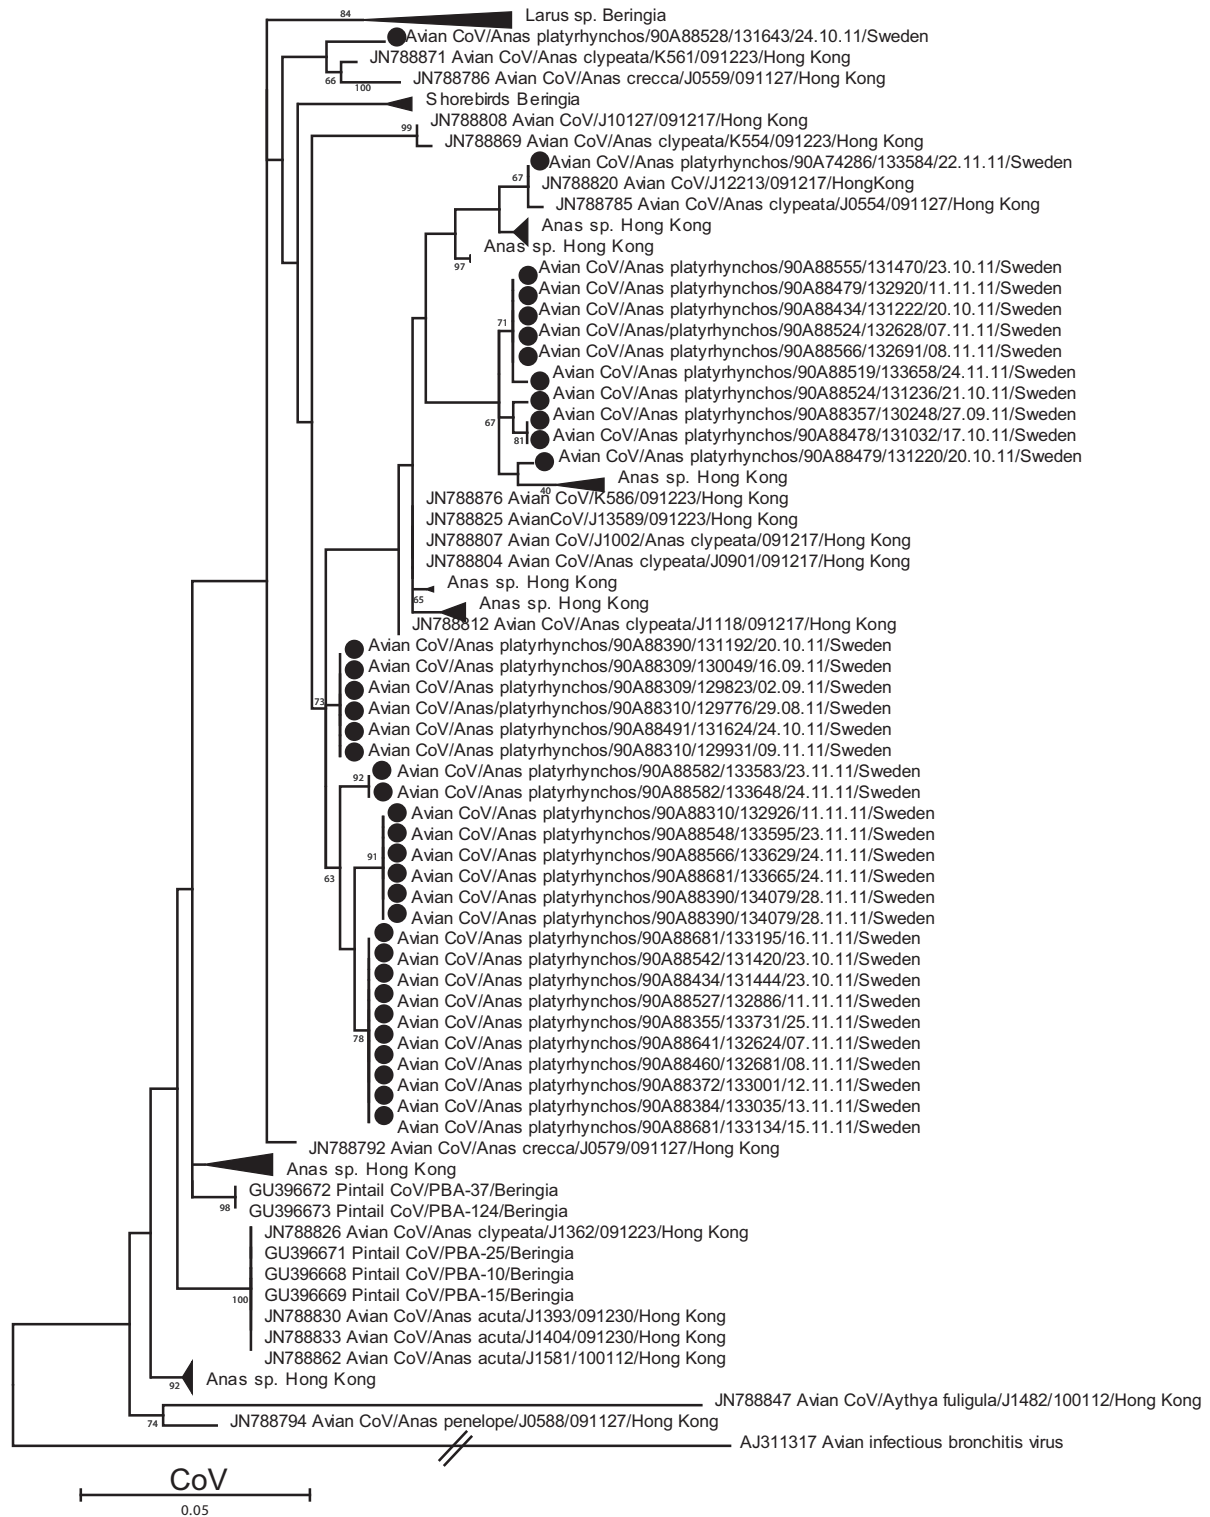 84
Larus sp. Beringia
Avian CoV/Anas platyrhynchos/90A88528/131643/24.10.11/Sweden
JN788871 Avian CoV/Anas clypeata/K561/091223/Hong Kong
66
JN788786 Avian CoV/Anas crecca/J0559/091127/Hong Kong
100
Shorebirds Beringia
JN788808 Avian CoV/J10127/091217/Hong Kong
99
JN788869 Avian CoV/Anas clypeata/K554/091223/Hong Kong
Avian CoV/Anas platyrhynchos/90A74286/133584/22.11.11/Sweden
67
JN788820 Avian CoV/J12213/091217/HongKong
JN788785 Avian CoV/Anas clypeata/J0554/091127/Hong Kong
Anas sp. Hong Kong
Anas sp. Hong Kong
97
Avian CoV/Anas platyrhynchos/90A88555/131470/23.10.11/Sweden
Avian CoV/Anas platyrhynchos/90A88479/132920/11.11.11/Sweden
Avian CoV/Anas platyrhynchos/90A88434/131222/20.10.11/Sweden
71
Avian CoV/Anas/platyrhynchos/90A88524/132628/07.11.11/Sweden
Avian CoV/Anas platyrhynchos/90A88566/132691/08.11.11/Sweden
Avian CoV/Anas platyrhynchos/90A88519/133658/24.11.11/Sweden
Avian CoV/Anas platyrhynchos/90A88524/131236/21.10.11/Sweden
Avian CoV/Anas platyrhynchos/90A88357/130248/27.09.11/Sweden
67
Avian CoV/Anas platyrhynchos/90A88478/131032/17.10.11/Sweden
81
Avian CoV/Anas platyrhynchos/90A88479/131220/20.10.11/Sweden
Anas sp. Hong Kong
40
JN788876 Avian CoV/K586/091223/Hong Kong
JN788825 AvianCoV/J13589/091223/Hong Kong
JN788807 Avian CoV/J1002/Anas clypeata/091217/Hong Kong
JN788804 Avian CoV/Anas clypeata/J0901/091217/Hong Kong
Anas sp. Hong Kong
65
Anas sp. Hong Kong
JN788812 Avian CoV/Anas clypeata/J1118/091217/Hong Kong
Avian CoV/Anas platyrhynchos/90A88390/131192/20.10.11/Sweden
Avian CoV/Anas platyrhynchos/90A88309/130049/16.09.11/Sweden
Avian CoV/Anas platyrhynchos/90A88309/129823/02.09.11/Sweden
73
Avian CoV/Anas/platyrhynchos/90A88310/129776/29.08.11/Sweden
Avian CoV/Anas platyrhynchos/90A88491/131624/24.10.11/Sweden
Avian CoV/Anas platyrhynchos/90A88310/129931/09.11.11/Sweden
Avian CoV/Anas platyrhynchos/90A88582/133583/23.11.11/Sweden
92
Avian CoV/Anas platyrhynchos/90A88582/133648/24.11.11/Sweden
Avian CoV/Anas platyrhynchos/90A88310/132926/11.11.11/Sweden
Avian CoV/Anas platyrhynchos/90A88548/133595/23.11.11/Sweden
91
Avian CoV/Anas platyrhynchos/90A88566/133629/24.11.11/Sweden
63
Avian CoV/Anas platyrhynchos/90A88681/133665/24.11.11/Sweden
Avian CoV/Anas platyrhynchos/90A88390/134079/28.11.11/Sweden
Avian CoV/Anas platyrhynchos/90A88390/134079/28.11.11/Sweden
Avian CoV/Anas platyrhynchos/90A88681/133195/16.11.11/Sweden
Avian CoV/Anas platyrhynchos/90A88542/131420/23.10.11/Sweden
Avian CoV/Anas platyrhynchos/90A88434/131444/23.10.11/Sweden
Avian CoV/Anas platyrhynchos/90A88527/132886/11.11.11/Sweden
Avian CoV/Anas platyrhynchos/90A88355/133731/25.11.11/Sweden
78
Avian CoV/Anas platyrhynchos/90A88641/132624/07.11.11/Sweden
Avian CoV/Anas platyrhynchos/90A88460/132681/08.11.11/Sweden
Avian CoV/Anas platyrhynchos/90A88372/133001/12.11.11/Sweden
Avian CoV/Anas platyrhynchos/90A88384/133035/13.11.11/Sweden
Avian CoV/Anas platyrhynchos/90A88681/133134/15.11.11/Sweden
JN788792 Avian CoV/Anas crecca/J0579/091127/Hong Kong
Anas sp. Hong Kong
GU396672 Pintail CoV/PBA-37/Beringia
98
GU396673 Pintail CoV/PBA-124/Beringia
JN788826 Avian CoV/Anas clypeata/J1362/091223/Hong Kong
GU396671 Pintail CoV/PBA-25/Beringia
GU396668 Pintail CoV/PBA-10/Beringia
100
GU396669 Pintail CoV/PBA-15/Beringia
JN788830 Avian CoV/Anas acuta/J1393/091230/Hong Kong
JN788833 Avian CoV/Anas acuta/J1404/091230/Hong Kong
JN788862 Avian CoV/Anas acuta/J1581/100112/Hong Kong
92
Anas sp. Hong Kong
JN788847 Avian CoV/Aythya fuligula/J1482/100112/Hong Kong
74
JN788794 Avian CoV/Anas penelope/J0588/091127/Hong Kong
AJ311317 Avian infectious bronchitis virus
CoV
0.05